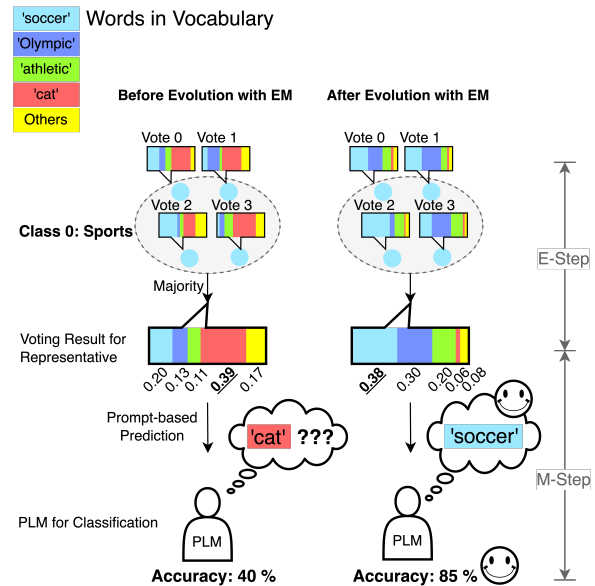 'soccer'
Words in Vocabulary
'Olympic'
'athletic'
'cat'
Others
Before Evolution with EM
After Evolution with EM
Vote 0
Vote 1
Vote 0
Vote 1
Vote 2
Vote 3
Vote 2
Vote 3
Class 0: Sports
E-Step
Majority
Voting Result for
Representative
0.20
0.13
0.11
0.39
0.17
0.38
0.30
0.20
0.06
0.08
Prompt-based
Prediction
'cat' ???
'soccer'
M-Step
PLM for Classification
PLM
PLM
Accuracy: 40 %
Accuracy: 85 %